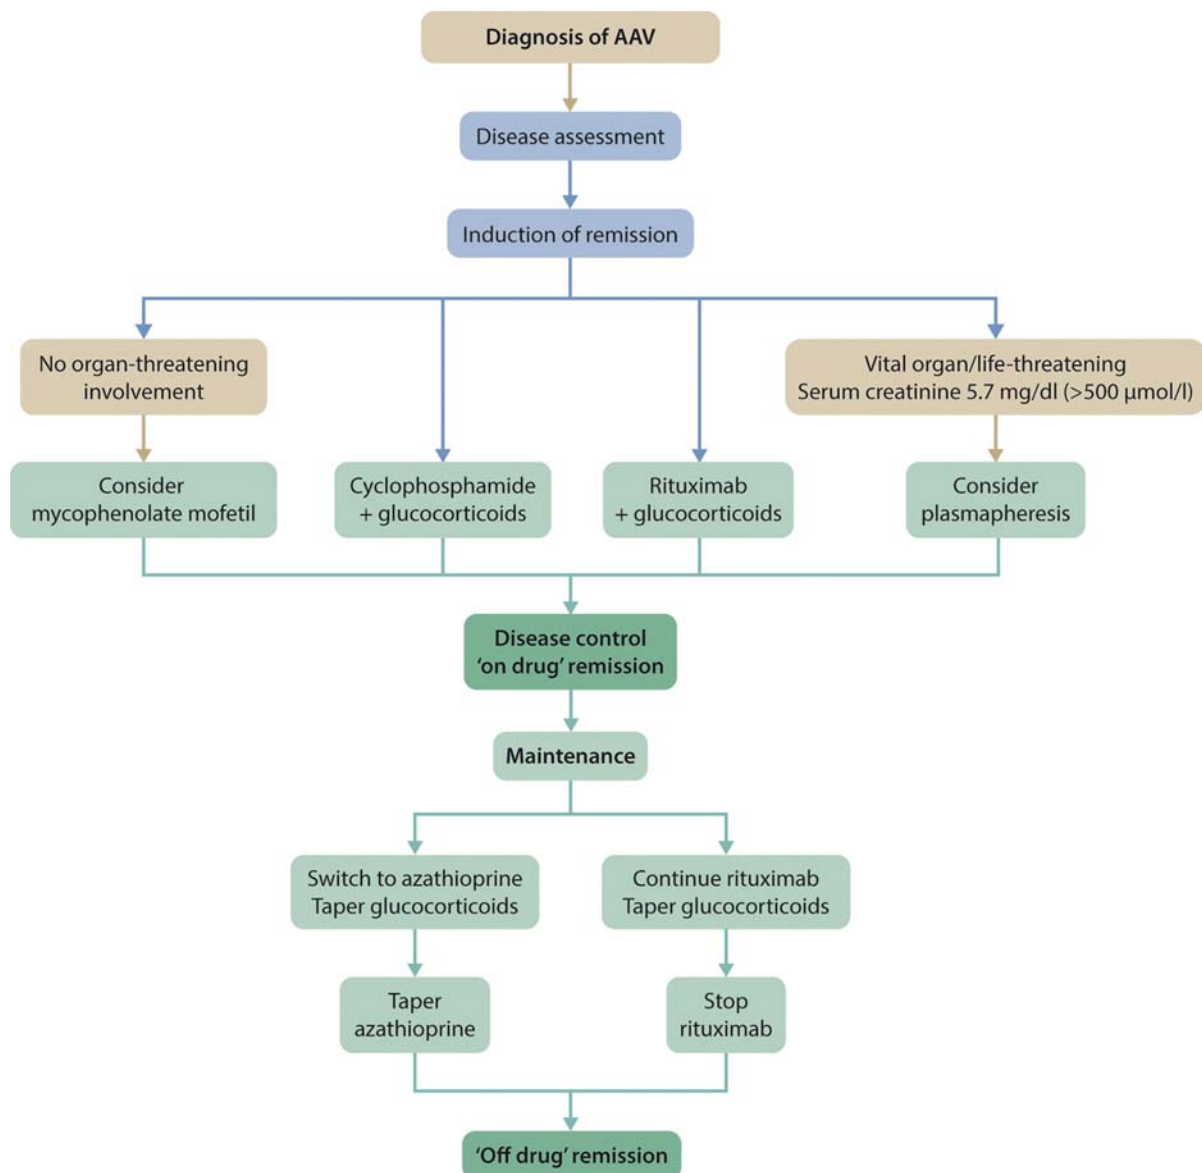 Diagnosis of AAV
Disease assessment
Induction of remission
No organ-threatening
involvement
Vital organ/life-threatening
Serum creatinine 5.7 mg/dl (>500 µmol/l)
Consider
mycophenolate mofetil
Cyclophosphamide
+ glucocorticoids
Rituximab
+ glucocorticoids
Consider
plasmapheresis
Disease control
‘on drug’ remission
Maintenance
Switch to azathioprine
Taper glucocorticoids
Continue rituximab
Taper glucocorticoids
Taper
azathioprine
Stop
rituximab
‘Off drug’ remission